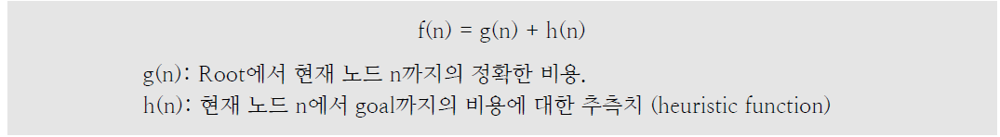 f(n) = g(n) + h(n)
g(n): Root에서 현재 노드 n까지의 정확한 비용.
h(n): 현재 노드 n에서 goal까지의 비용에 대한 추측치 (heuristic function)